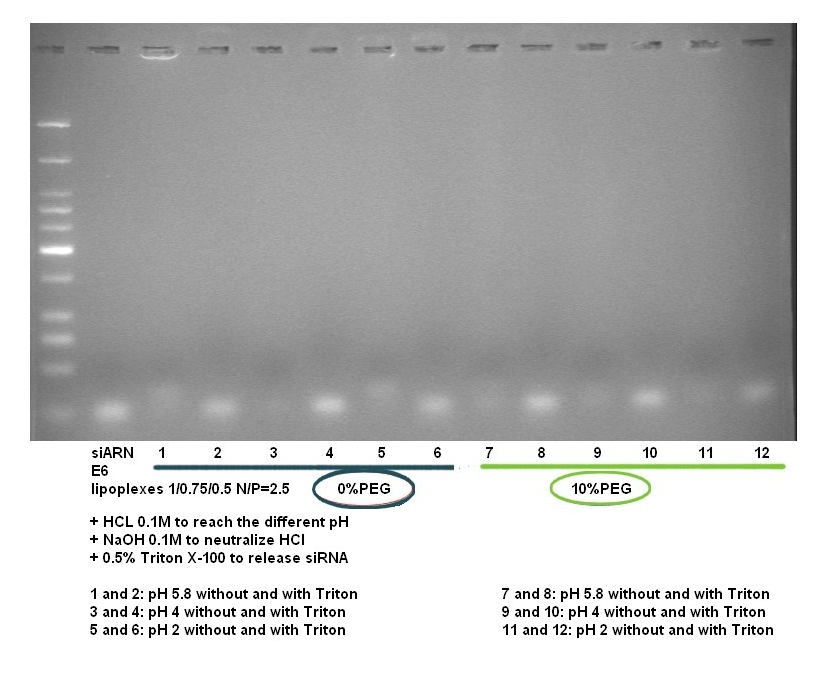 siARN 1 2 3 4 5 6 7 8 9 10 11 12
E6
lipoplexes 1/0.75/0.5 N/P=2.5 0%PEG 10%PEG
+ HCL 0.1M to reach the different pH
+ NaOH 0.1M to neutralize HCl
+ 0.5% Triton X-100 to release siRNA
1 and 2: pH 5.8 without and with Triton
3 and 4: pH 4 without and with Triton
5 and 6: pH 2 without and with Triton
7 and 8: pH 5.8 without and with Triton
9 and 10: pH 4 without and with Triton
11 and 12: pH 2 without and with Triton